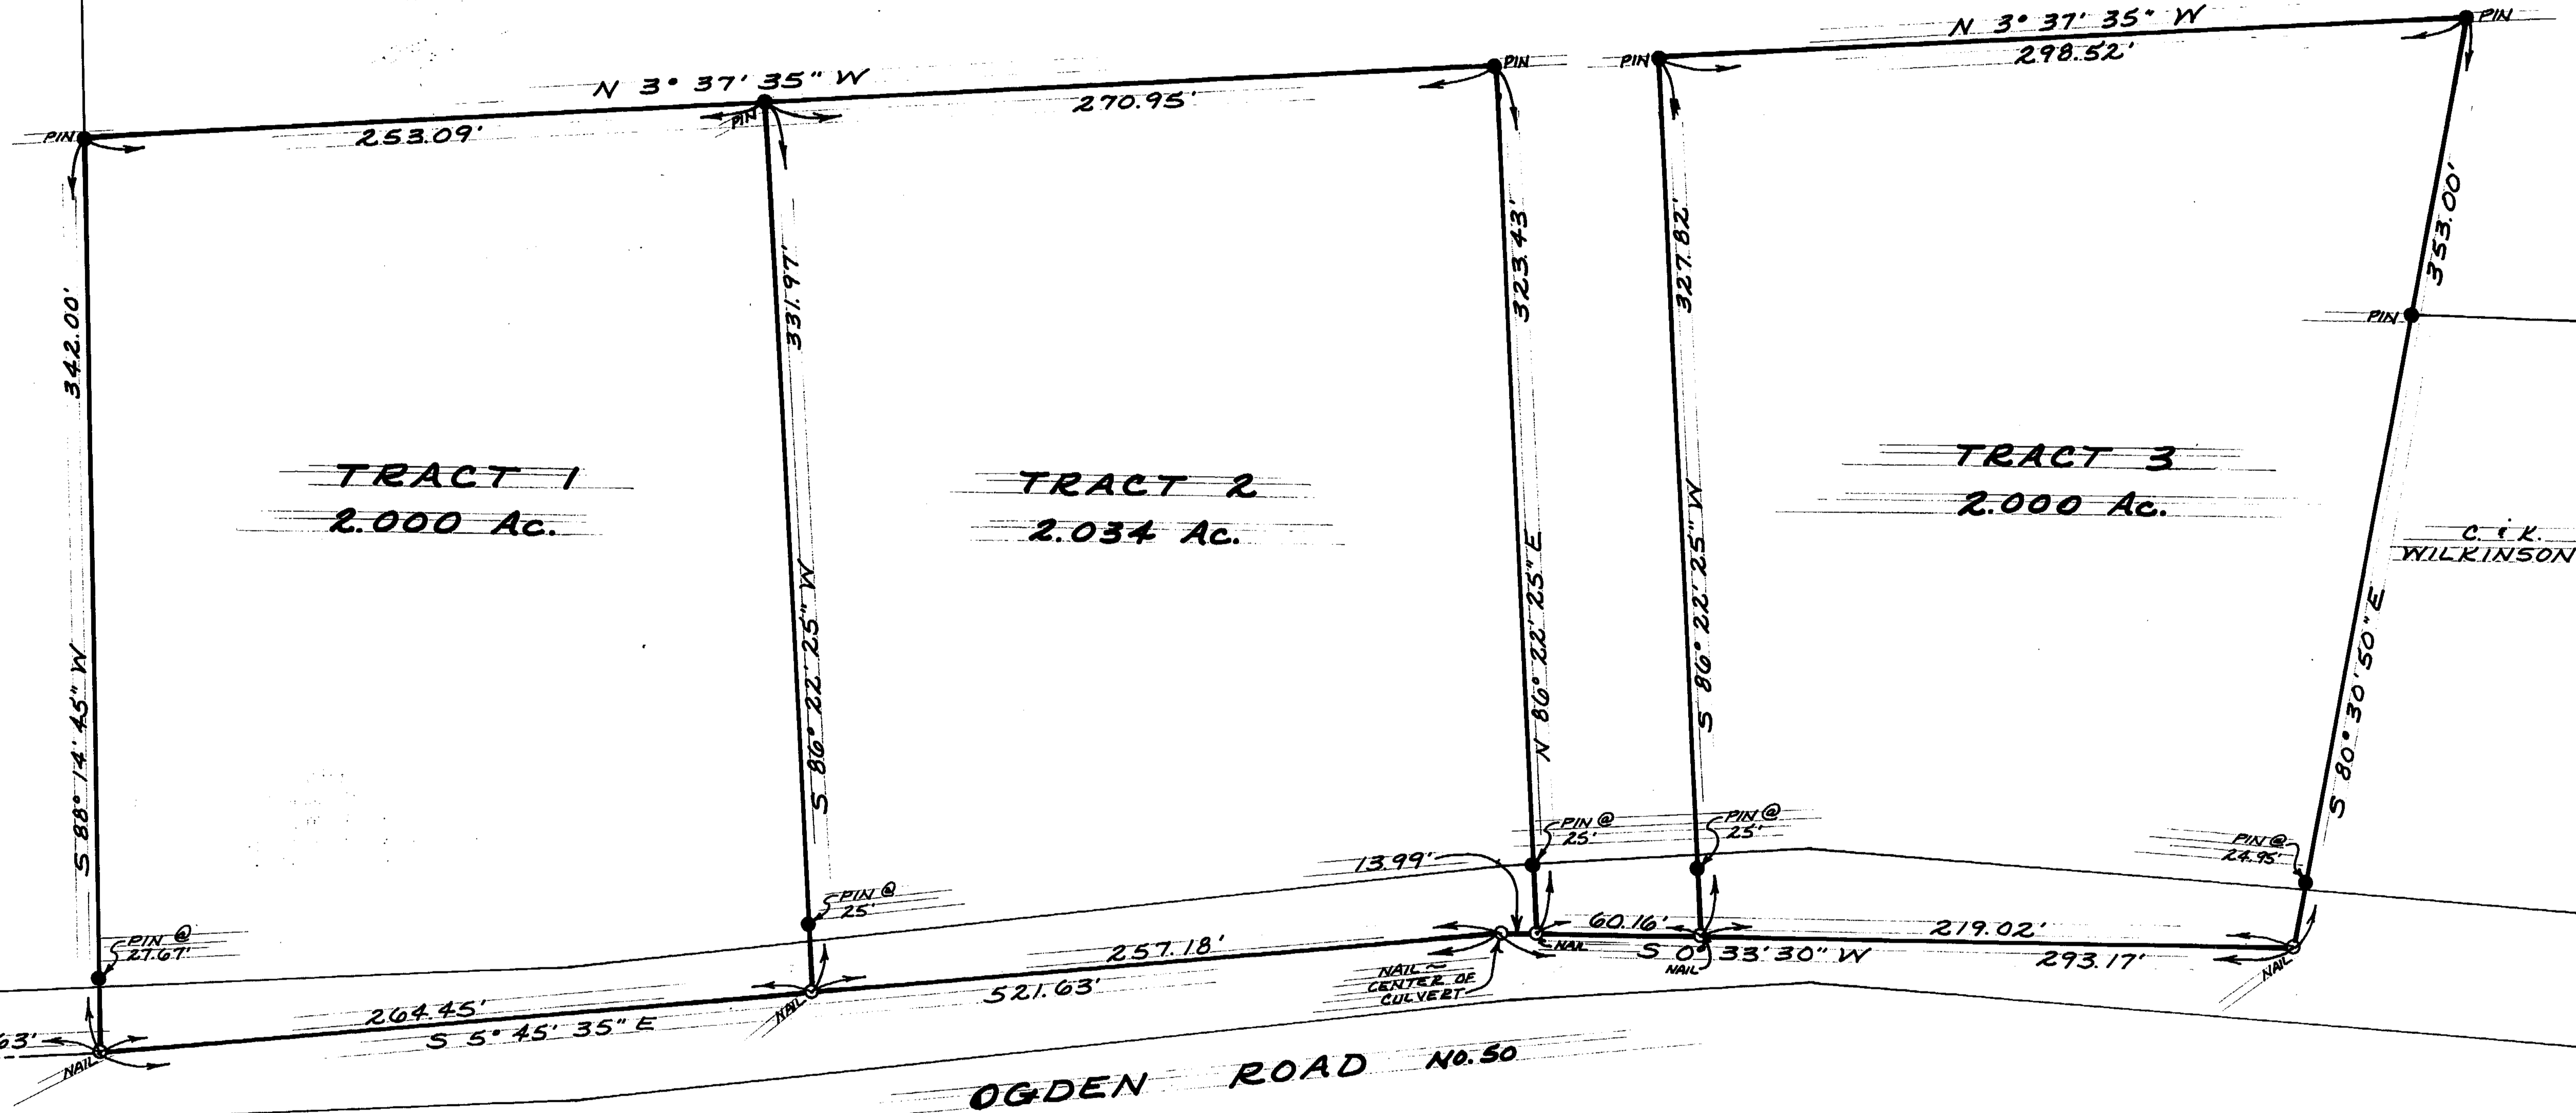 N 3° 37' 35" W
PIN
298.52'
PIN
N 3° 37' 35" W
PIN
270.95'
PIN
253.09'
PIN
342.00'
S 88° 14' 45" W
331.97'
S 86° 22' 25" W
323.43'
N 86° 22' 25" E
327.82'
S 86° 22' 25" W
353.00'
S 80° 30' 50" E
PIN
TRACT 1
2.000 Ac.
TRACT 2
2.034 Ac.
TRACT 3
2.000 Ac.
C. & K.
WILKINSON
PIN @
27.67'
PIN @
25'
13.99'
PIN @
25'
PIN @
25'
PIN @
24.95'
63'
NAIL
264.45'
S 5° 45' 35" E
NAIL
257.18'
521.63'
NAIL ~
CENTER OF
CULVERT
NAIL
60.16'
S 0° 33' 30" W
NAIL
219.02'
293.17'
NAIL
OGDEN ROAD NO. 50